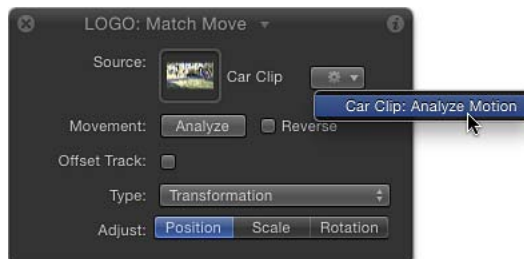 LOGO: Match Move
Source:
Car Clip
Car Clip: Analyze Motion
Movement:
Analyze
Reverse
Offset Track:
Type:
Transformation
Adjust:
Position
Scale
Rotation